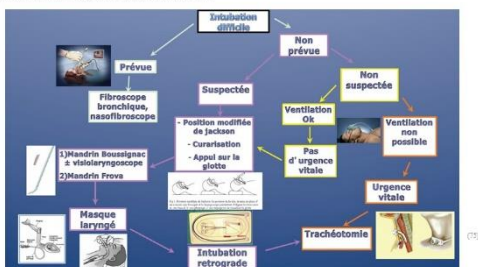 Intubation
difficile
Non
prévue
Prévue
Non
suspectée
Suspectée
Fibroscope
bronchique,
nasofibroscope
Ventilation
Ok
- Position modifiée
de jackson
- Curarisation
- Appui sur la
glotte
Ventilation
non
possible
Pas
d'urgence
vitale
1)Mandrin Boussignac
± visiolaryngoscope
2)Mandrin Frova
Urgence
vitale
Masque
laryngé
Trachéotomie
Intubation
retrograde
[75]